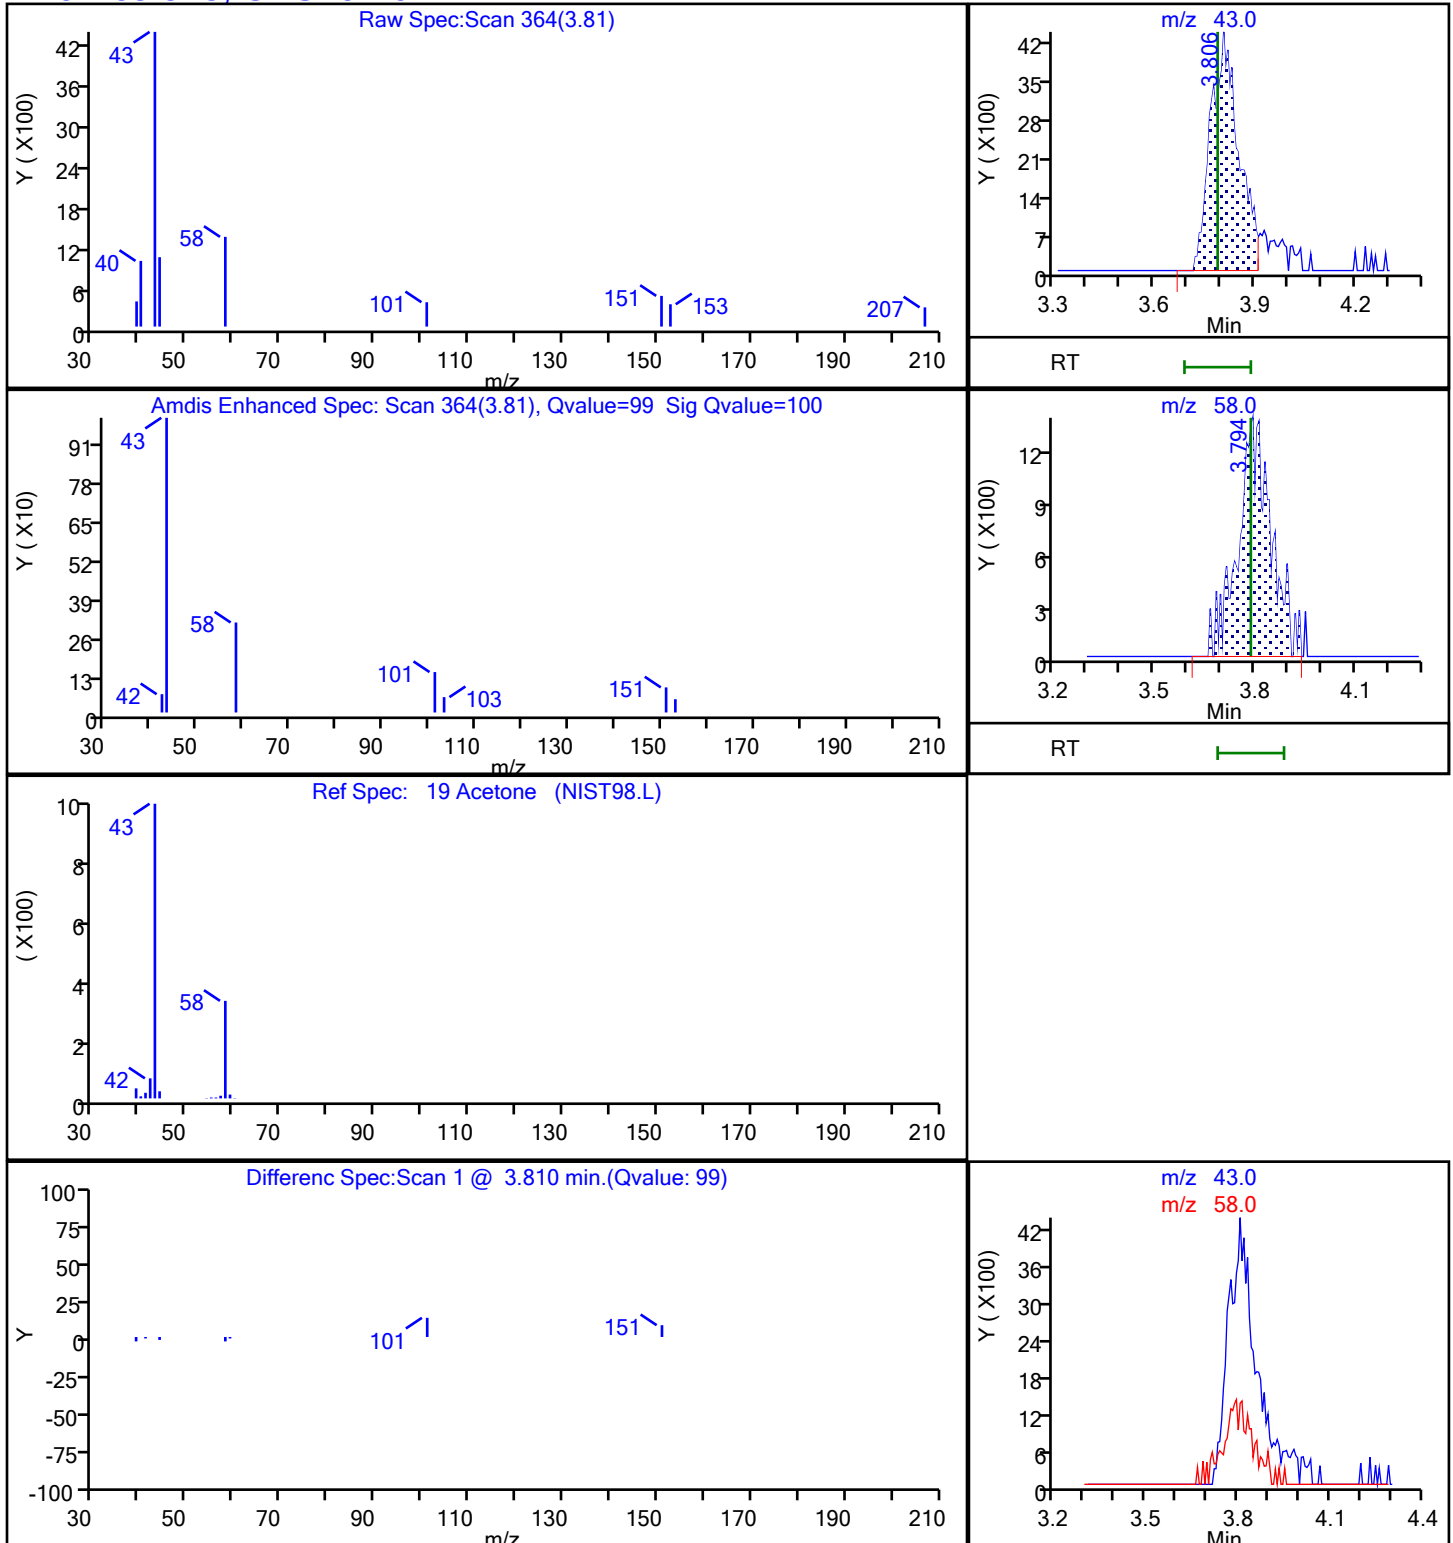 Raw Spec:Scan 364(3.81)
Y ( X100)
42
36
30
24
18
12
6
0
43
40
58
101
151
153
207
30 50 70 90 110 130 150 170 190 210
m/z
m/z 43.0
Y ( X100)
42
35
28
21
14
7
0
3.806
3.3 3.6 3.9 4.2
Min
RT
Amdis Enhanced Spec: Scan 364(3.81), Qvalue=99 Sig Qvalue=100
Y ( X10)
91
78
65
52
39
26
13
0
43
42
58
101
103
151
30 50 70 90 110 130 150 170 190 210
m/z
m/z 58.0
Y ( X100)
12
9
6
3
0
3.794
3.2 3.5 3.8 4.1
Min
RT
Ref Spec: 19 Acetone (NIST98.L)
( X100)
10
8
6
4
2
0
43
42
58
30 50 70 90 110 130 150 170 190 210
Differenc Spec:Scan 1 @ 3.810 min.(Qvalue: 99)
Y
100
75
50
25
0
-25
-50
-75
-100
101
151
30 50 70 90 110 130 150 170 190 210
m/z
m/z 43.0
m/z 58.0
Y ( X100)
42
36
30
24
18
12
6
0
3.2 3.5 3.8 4.1 4.4
Min